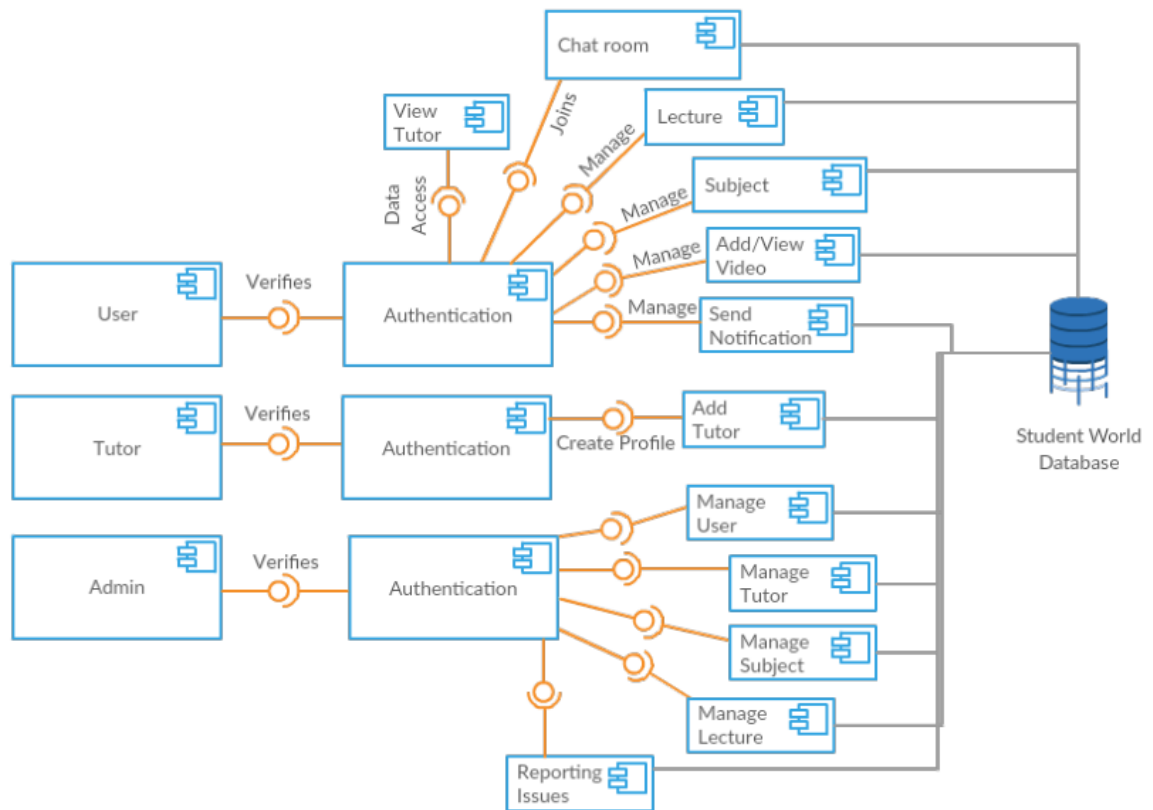 Chat room
View
Tutor
Joins
Lecture
Manage
Data
Access
Manage
Subject
Manage
Add/View
Video
User
Verifies
Authentication
Manage
Send
Notification
Tutor
Verifies
Authentication
Create Profile
Add
Tutor
Student World
Database
Manage
User
Admin
Verifies
Authentication
Manage
Tutor
Manage
Subject
Manage
Lecture
Reporting
Issues